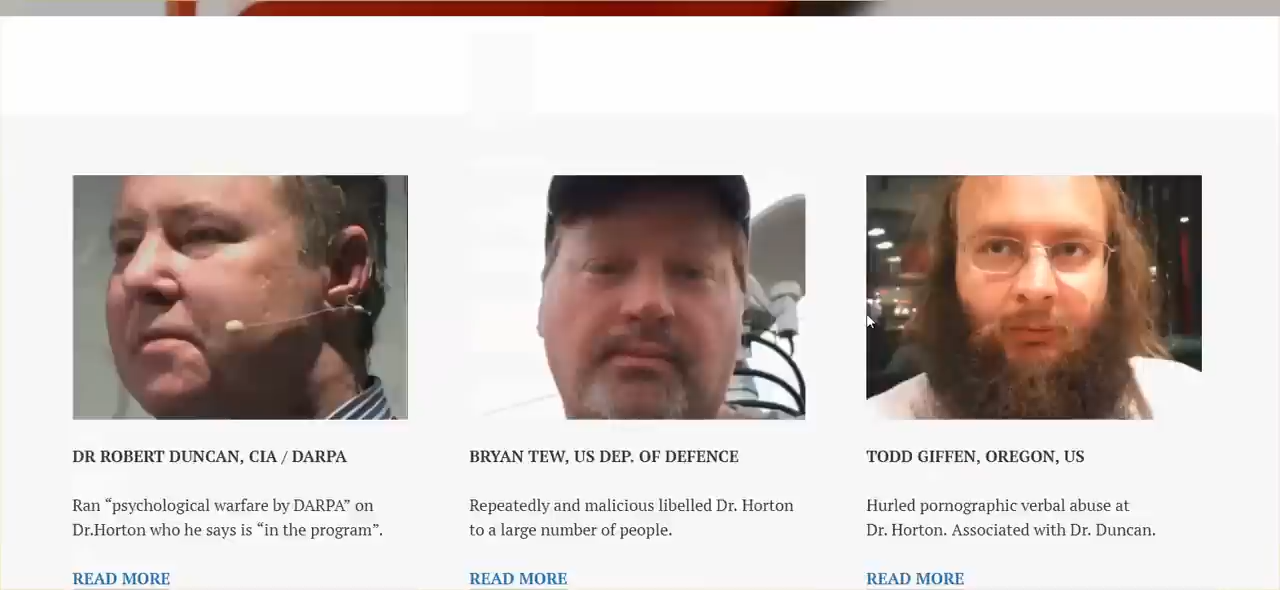 DR ROBERT DUNCAN, CIA / DARPA
Ran “psychological warfare by DARPA” on
Dr.Horton who he says is “in the program”.
READ MORE
BRYAN TEW, US DEP. OF DEFENCE
Repeatedly and malicious libelled Dr. Horton
to a large number of people.
READ MORE
TODD GIFFEN, OREGON, US
Hurled pornographic verbal abuse at
Dr. Horton. Associated with Dr. Duncan.
READ MORE